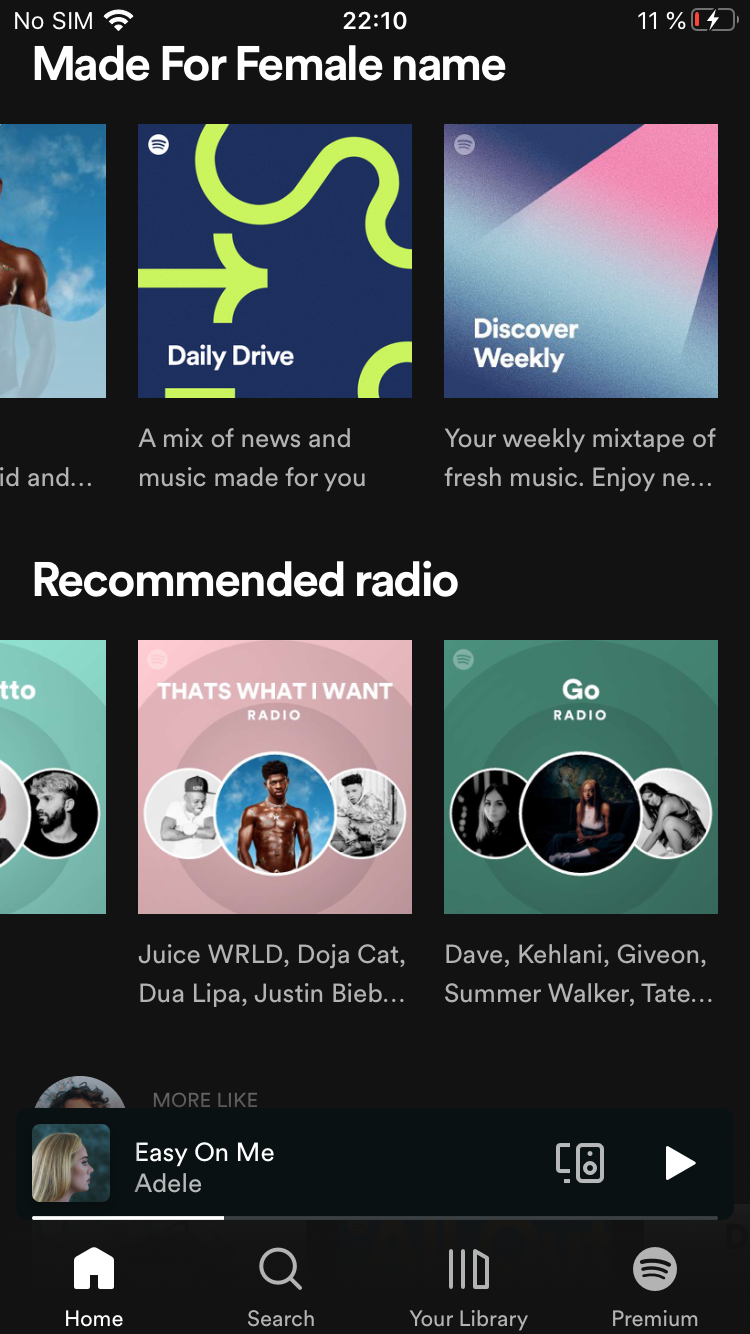 No SIM 22:10 11 %
Made For Female name
Daily Drive
Discover
Weekly
id and...
A mix of news and
music made for you
Your weekly mixtape of
fresh music. Enjoy ne...
Recommended radio
tto
THATS WHAT I WANT
RADIO
Go
RADIO
Juice WRLD, Doja Cat,
Dua Lipa, Justin Bieb...
Dave, Kehlani, Giveon,
Summer Walker, Tate...
MORE LIKE
Easy On Me
Adele
Home
Search
Your Library
Premium